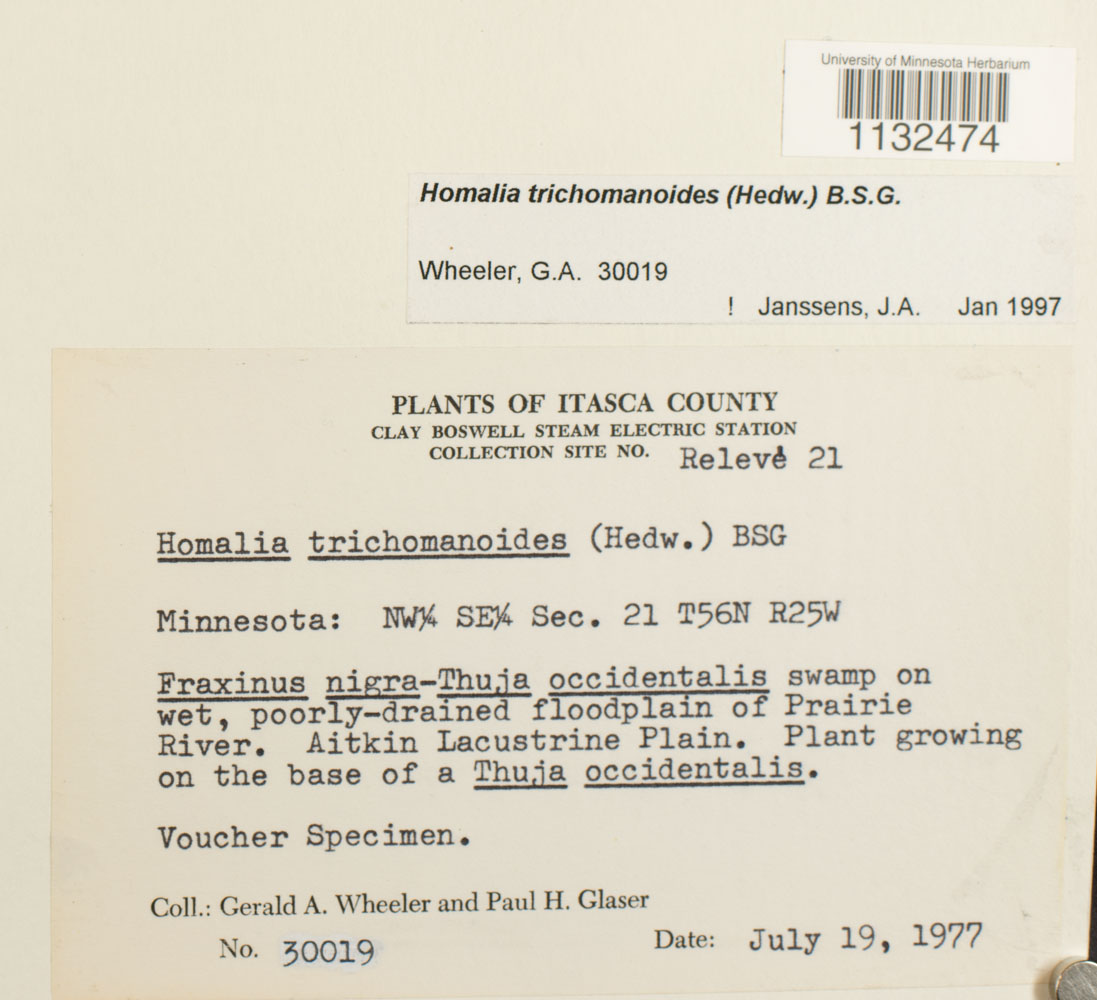 University of Minnesota Herbarium
1132474
Homalia trichomanoides (Hedw.) B.S.G.
Wheeler, G.A. 30019
! Janssens, J.A. Jan 1997
PLANTS OF ITASCA COUNTY
CLAY BOSWELL STEAM ELECTRIC STATION
COLLECTION SITE NO. Relevé 21
Homalia trichomanoides (Hedw.) BSG
Minnesota: NW¼ SE¼ Sec. 21 T56N R25W
Fraxinus nigra-Thuja occidentalis swamp on
wet, poorly-drained floodplain of Prairie
River. Aitkin Lacustrine Plain. Plant growing
on the base of a Thuja occidentalis.
Voucher Specimen.
Coll.: Gerald A. Wheeler and Paul H. Glaser
No. 30019 Date: July 19, 1977